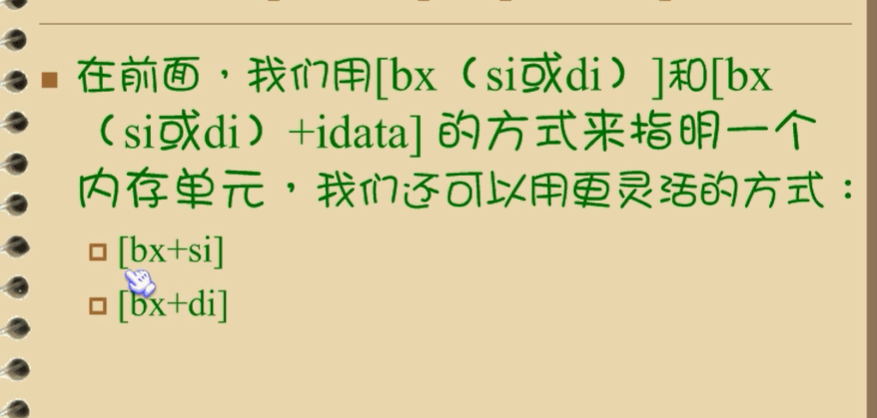 在前面，我们用[bx（si或di）]和[bx
（si或di）+idata] 的方式来指明一个
内存单元，我们还可以用更灵活的方式：
[bx+si]
[bx+di]